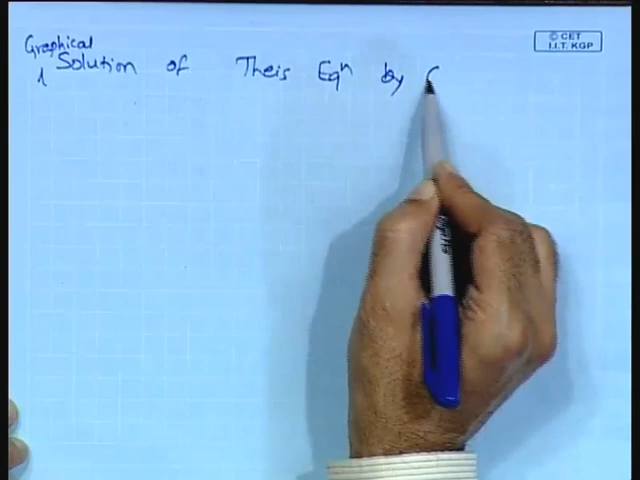 Graphical
Solution of Theis Eqn by
© CET
I.I.T. KGP